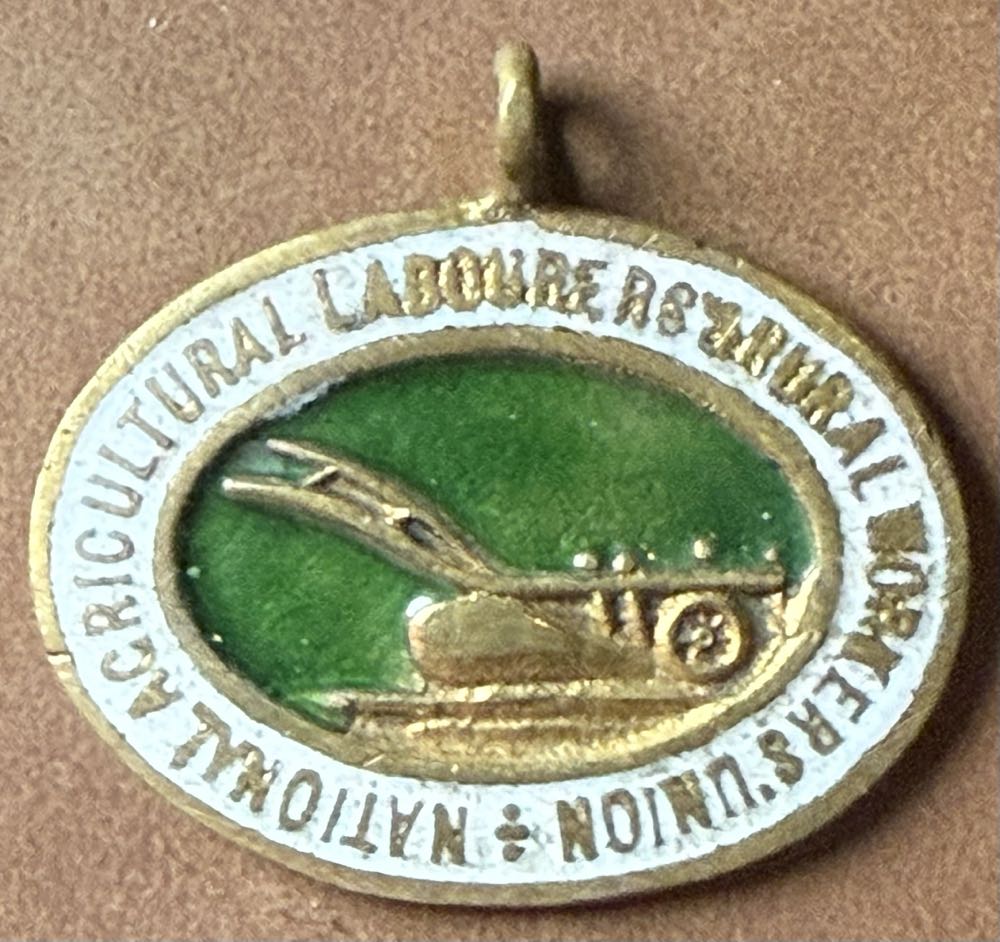 NATIONAL AGRICULTURAL LABOURERS' & RURAL WORKERS' UNION ÷